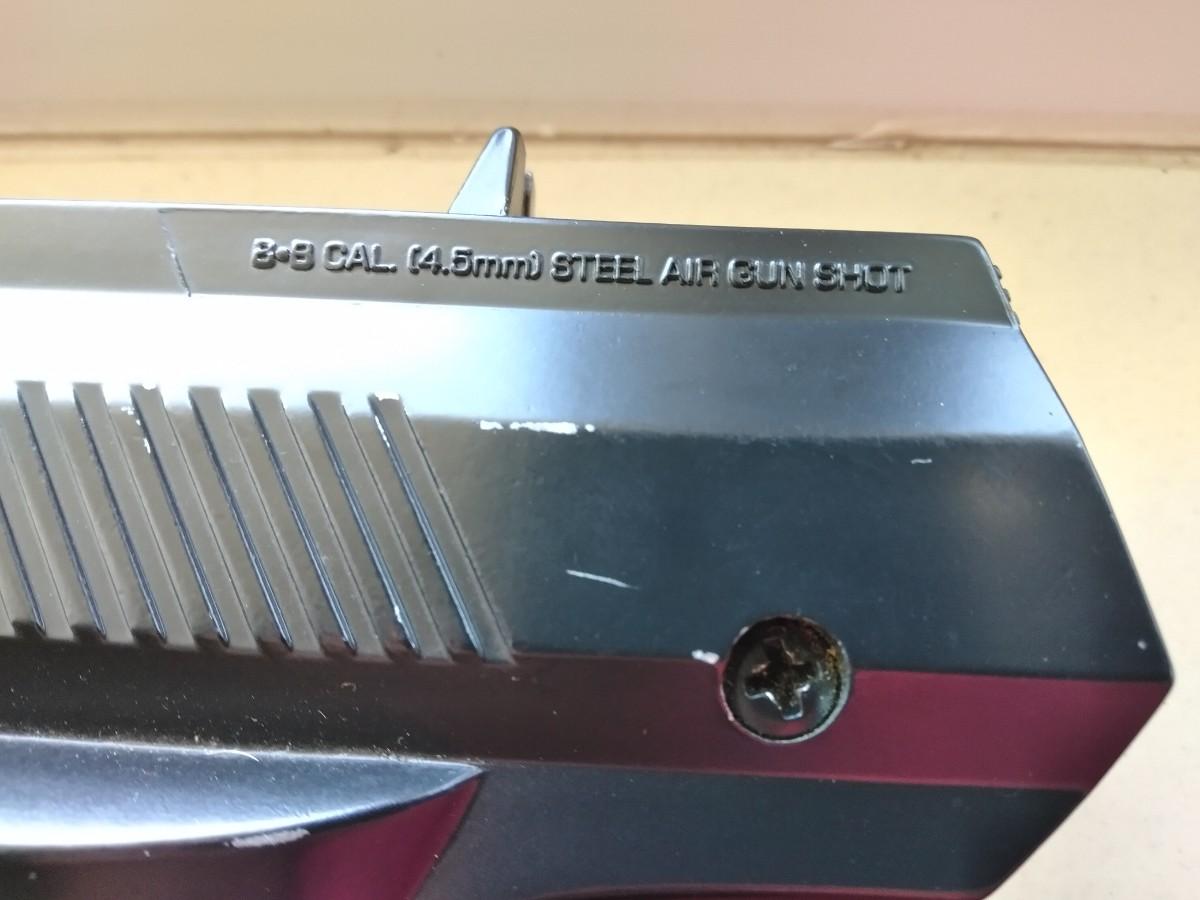 B•B CAL. (4.5mm) STEEL AIR GUN SHOT